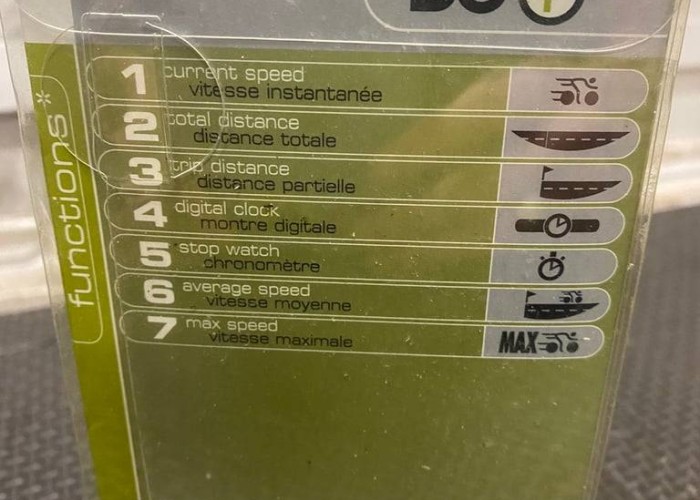 functions*
1 current speed
vitesse instantanée
2 total distance
distance totale
3 trip distance
distance partielle
4 digital clock
montre digitale
5 stop watch
chronomètre
6 average speed
vitesse moyenne
7 max speed
vitesse maximale
MAX